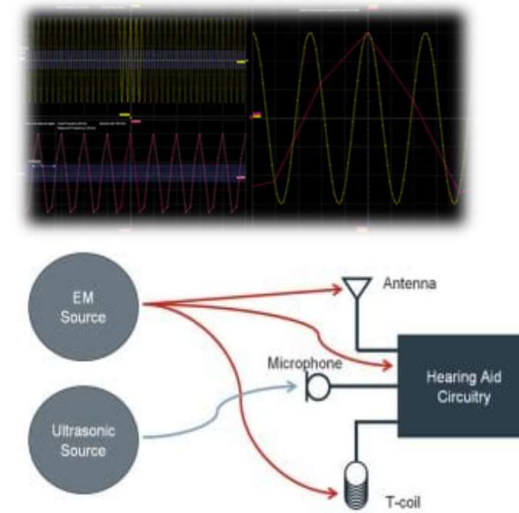 EM
Source
Antenna
Microphone
Hearing Aid
Circuitry
Ultrasonic
Source
T-coil